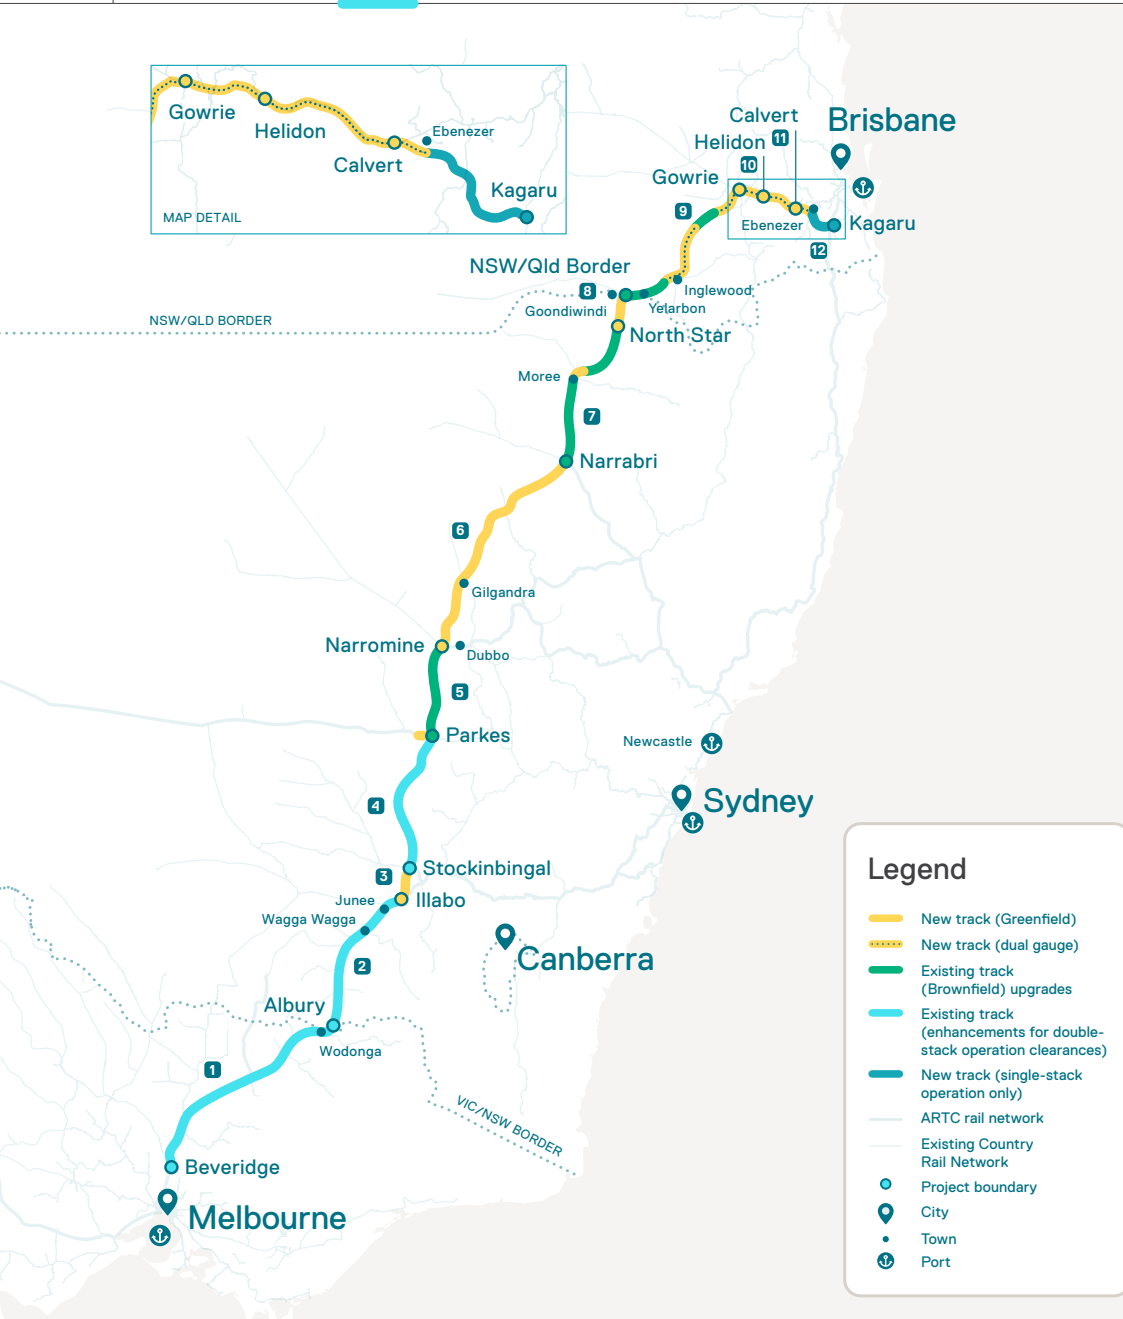 Gowrie
Helidon
Calvert
Ebenezer
Kagaru
MAP DETAIL
Calvert
11
Brisbane
Helidon
10
Gowrie
9
Ebenezer
Kagaru
12
NSW/Qld Border
8
Inglewood
Goondiwindi
Yelarbon
NSW/QLD BORDER
North Star
Moree
7
Narrabri
6
Gilgandra
Narromine
Dubbo
5
Parkes
Newcastle
4
Sydney
Stockinbingal
3
Junee
Illabo
Wagga Wagga
Canberra
2
Albury
Wodonga
1
VIC/NSW BORDER
Beveridge
Melbourne
Legend
New track (Greenfield)
New track (dual gauge)
Existing track
(Brownfield) upgrades
Existing track
(enhancements for double-
stack operation clearances)
New track (single-stack
operation only)
ARTC rail network
Existing Country
Rail Network
Project boundary
City
Town
Port